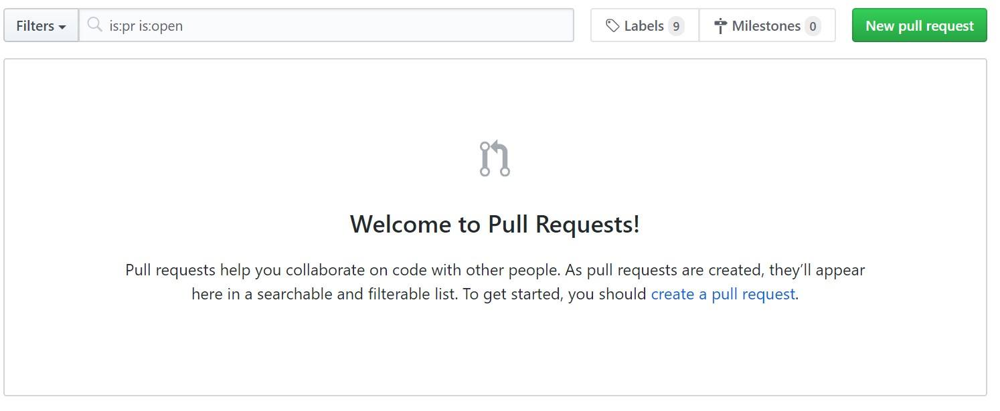 Filters is:pr is:open Labels 9 Milestones 0 New pull request
Welcome to Pull Requests!
Pull requests help you collaborate on code with other people. As pull requests are created, they’ll appear
here in a searchable and filterable list. To get started, you should create a pull request.